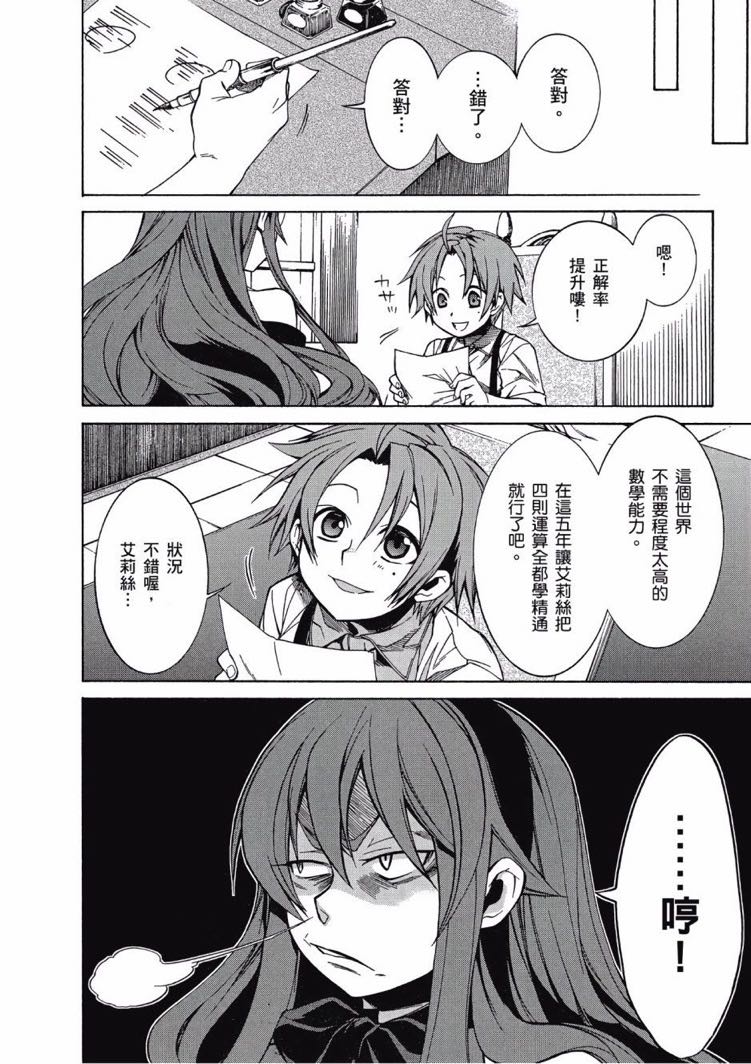 答對。
…錯了。
答對…
嗯！
正解率
提升嘍！
カサッ
這個世界
不需要程度太高的
數學能力。
在這五年讓艾莉絲把
四則運算全都學精通
就行了吧。
狀況
不錯喔，
艾莉絲…
……哼！